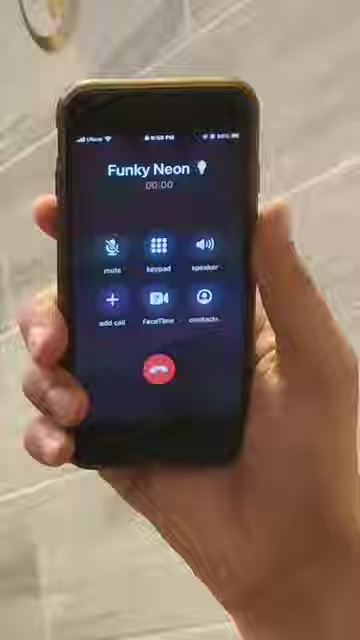 Funky Neon 💡
00:00
mute
keypad
speaker
add call
FaceTime
contacts